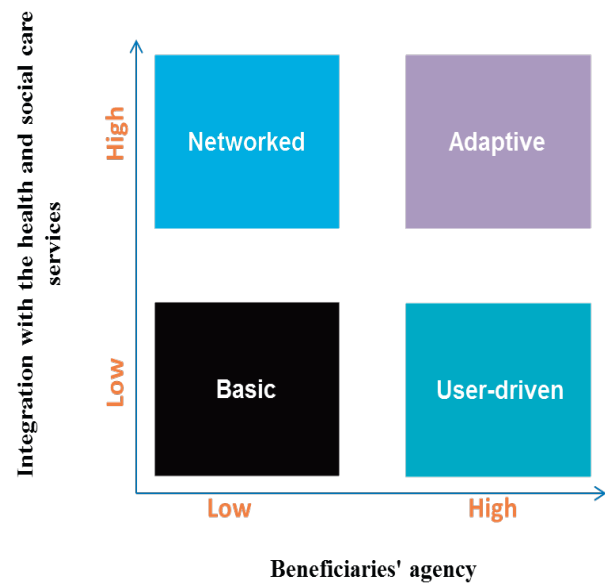 Integration with the health and social care
services
High
Networked
Adaptive
Low
Basic
User-driven
Low
High
Beneficiaries' agency